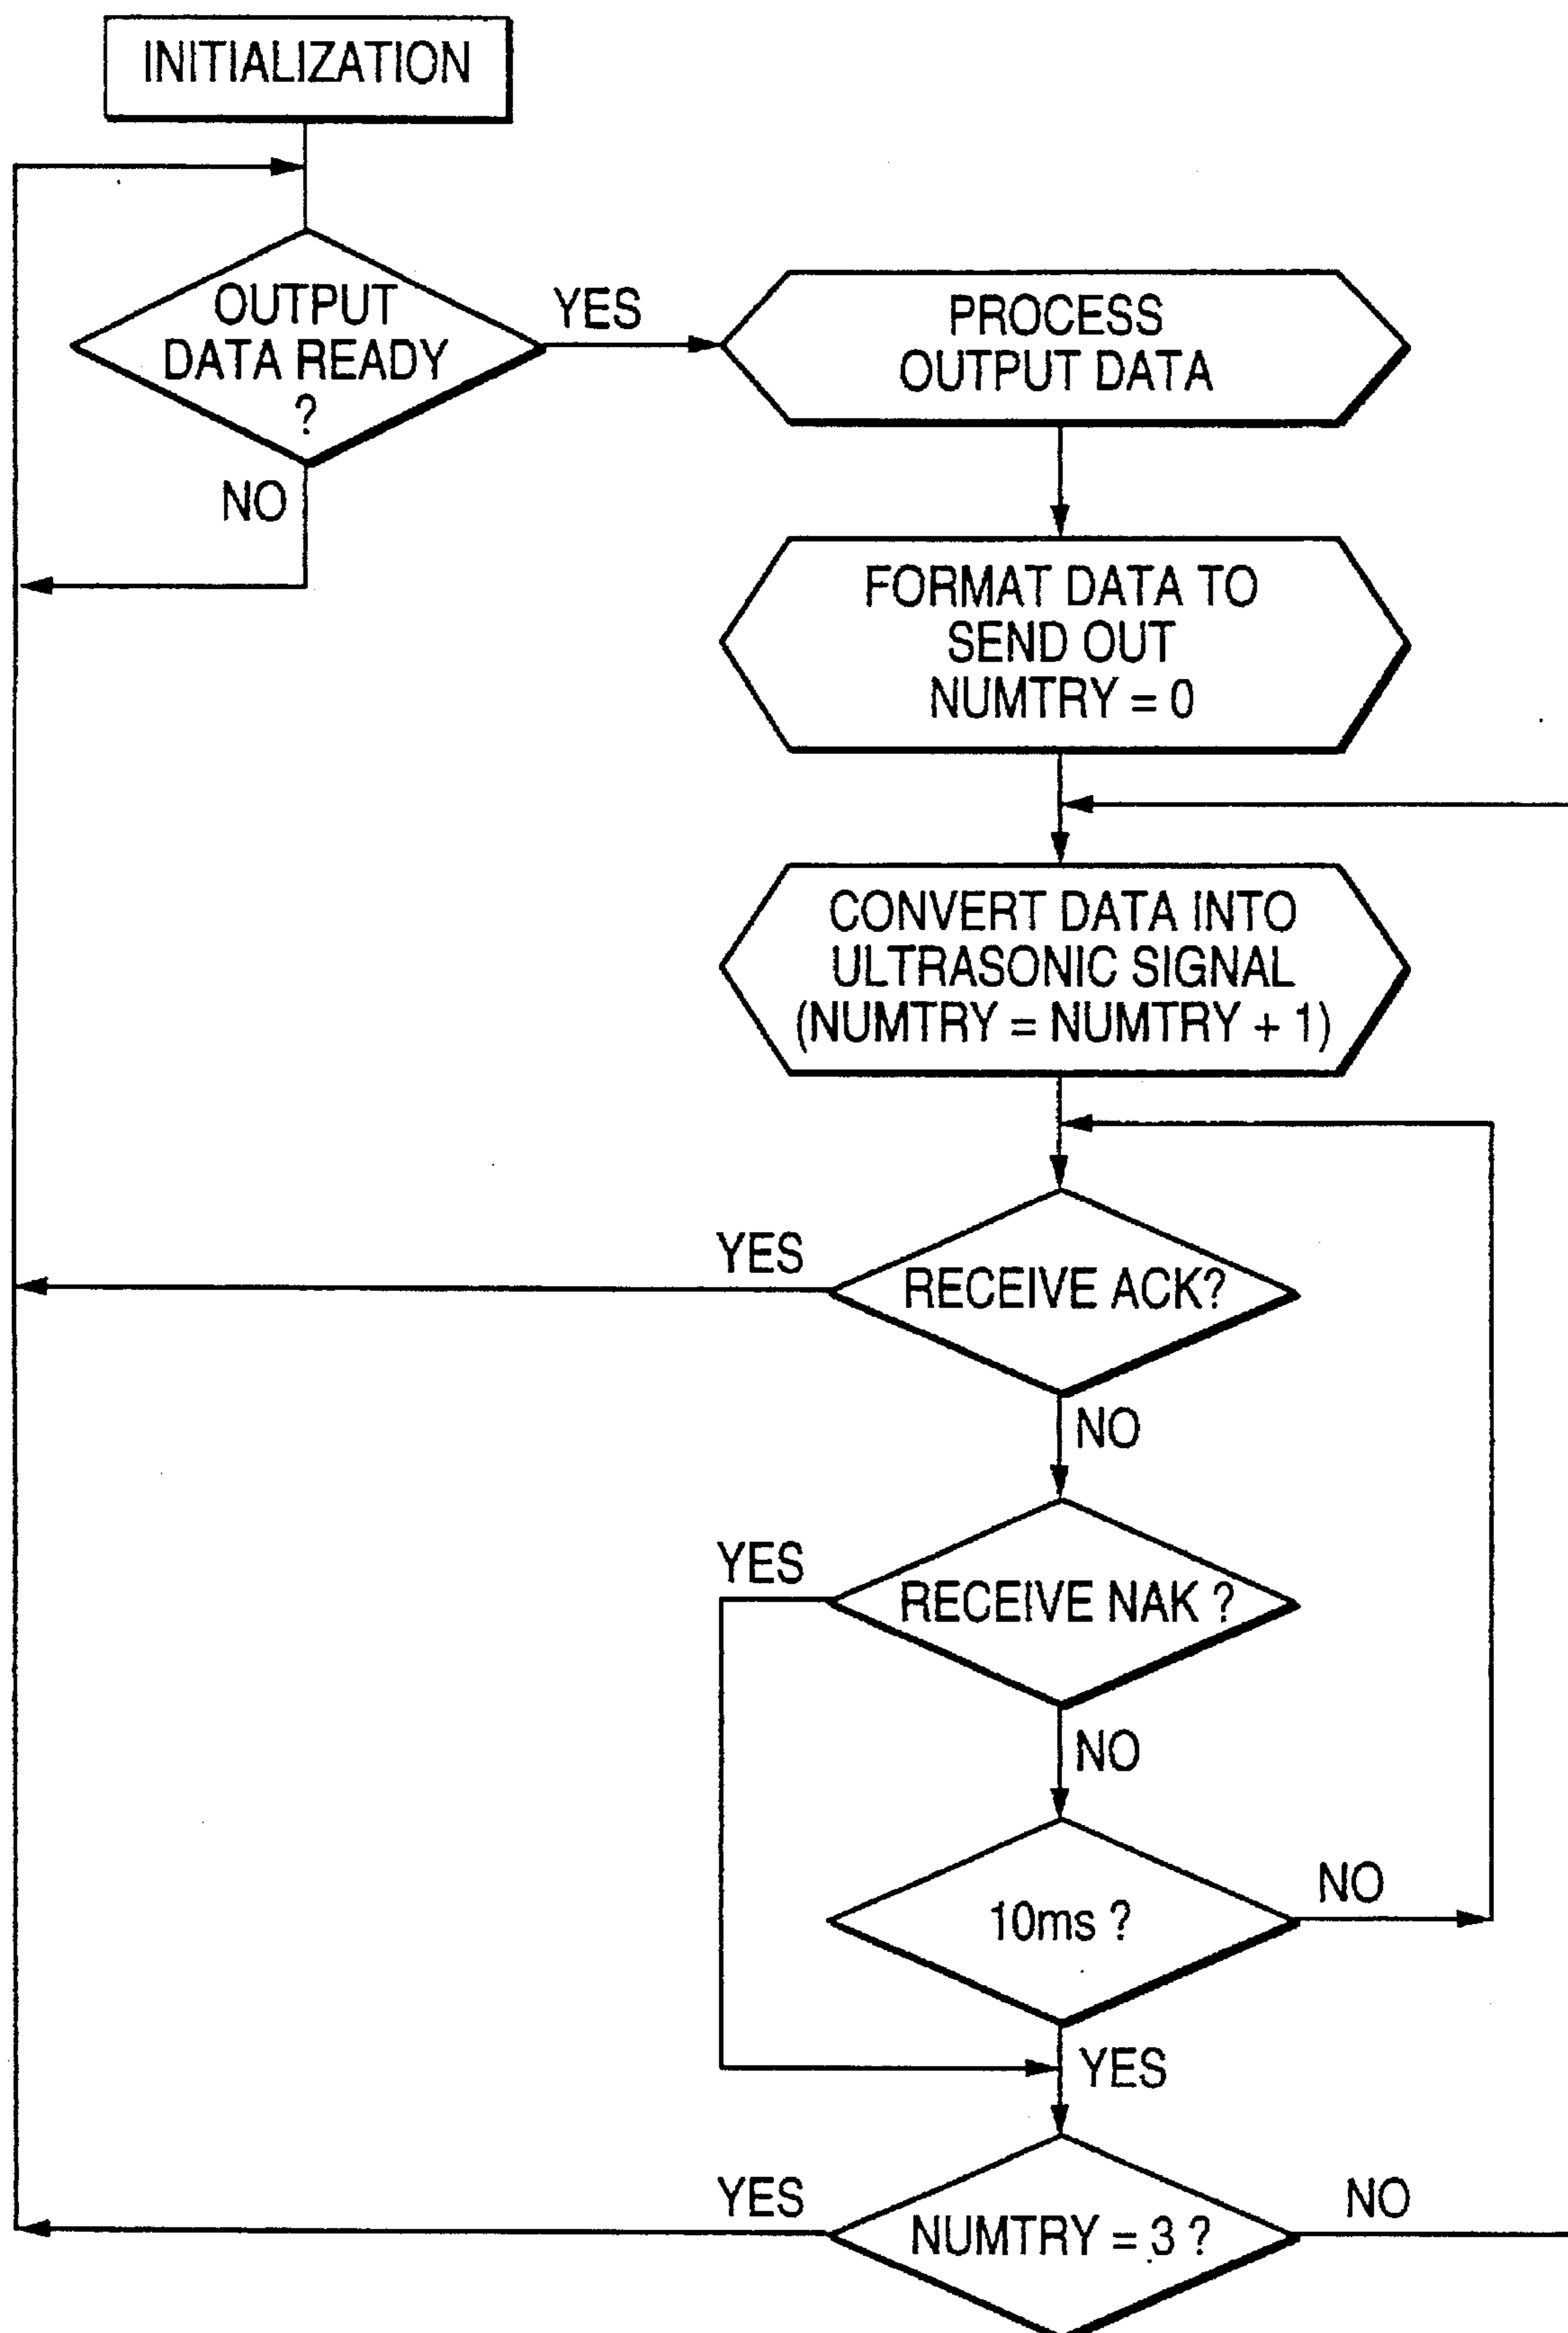 INITIALIZATION
OUTPUT
DATA READY
?
YES
NO
PROCESS
OUTPUT DATA
FORMAT DATA TO
SEND OUT
NUMTRY = 0
CONVERT DATA INTO
ULTRASONIC SIGNAL
(NUMTRY = NUMTRY + 1)
YES
RECEIVE ACK?
NO
YES
RECEIVE NAK ?
NO
10ms ?
NO
YES
YES
NUMTRY = 3 ?
NO